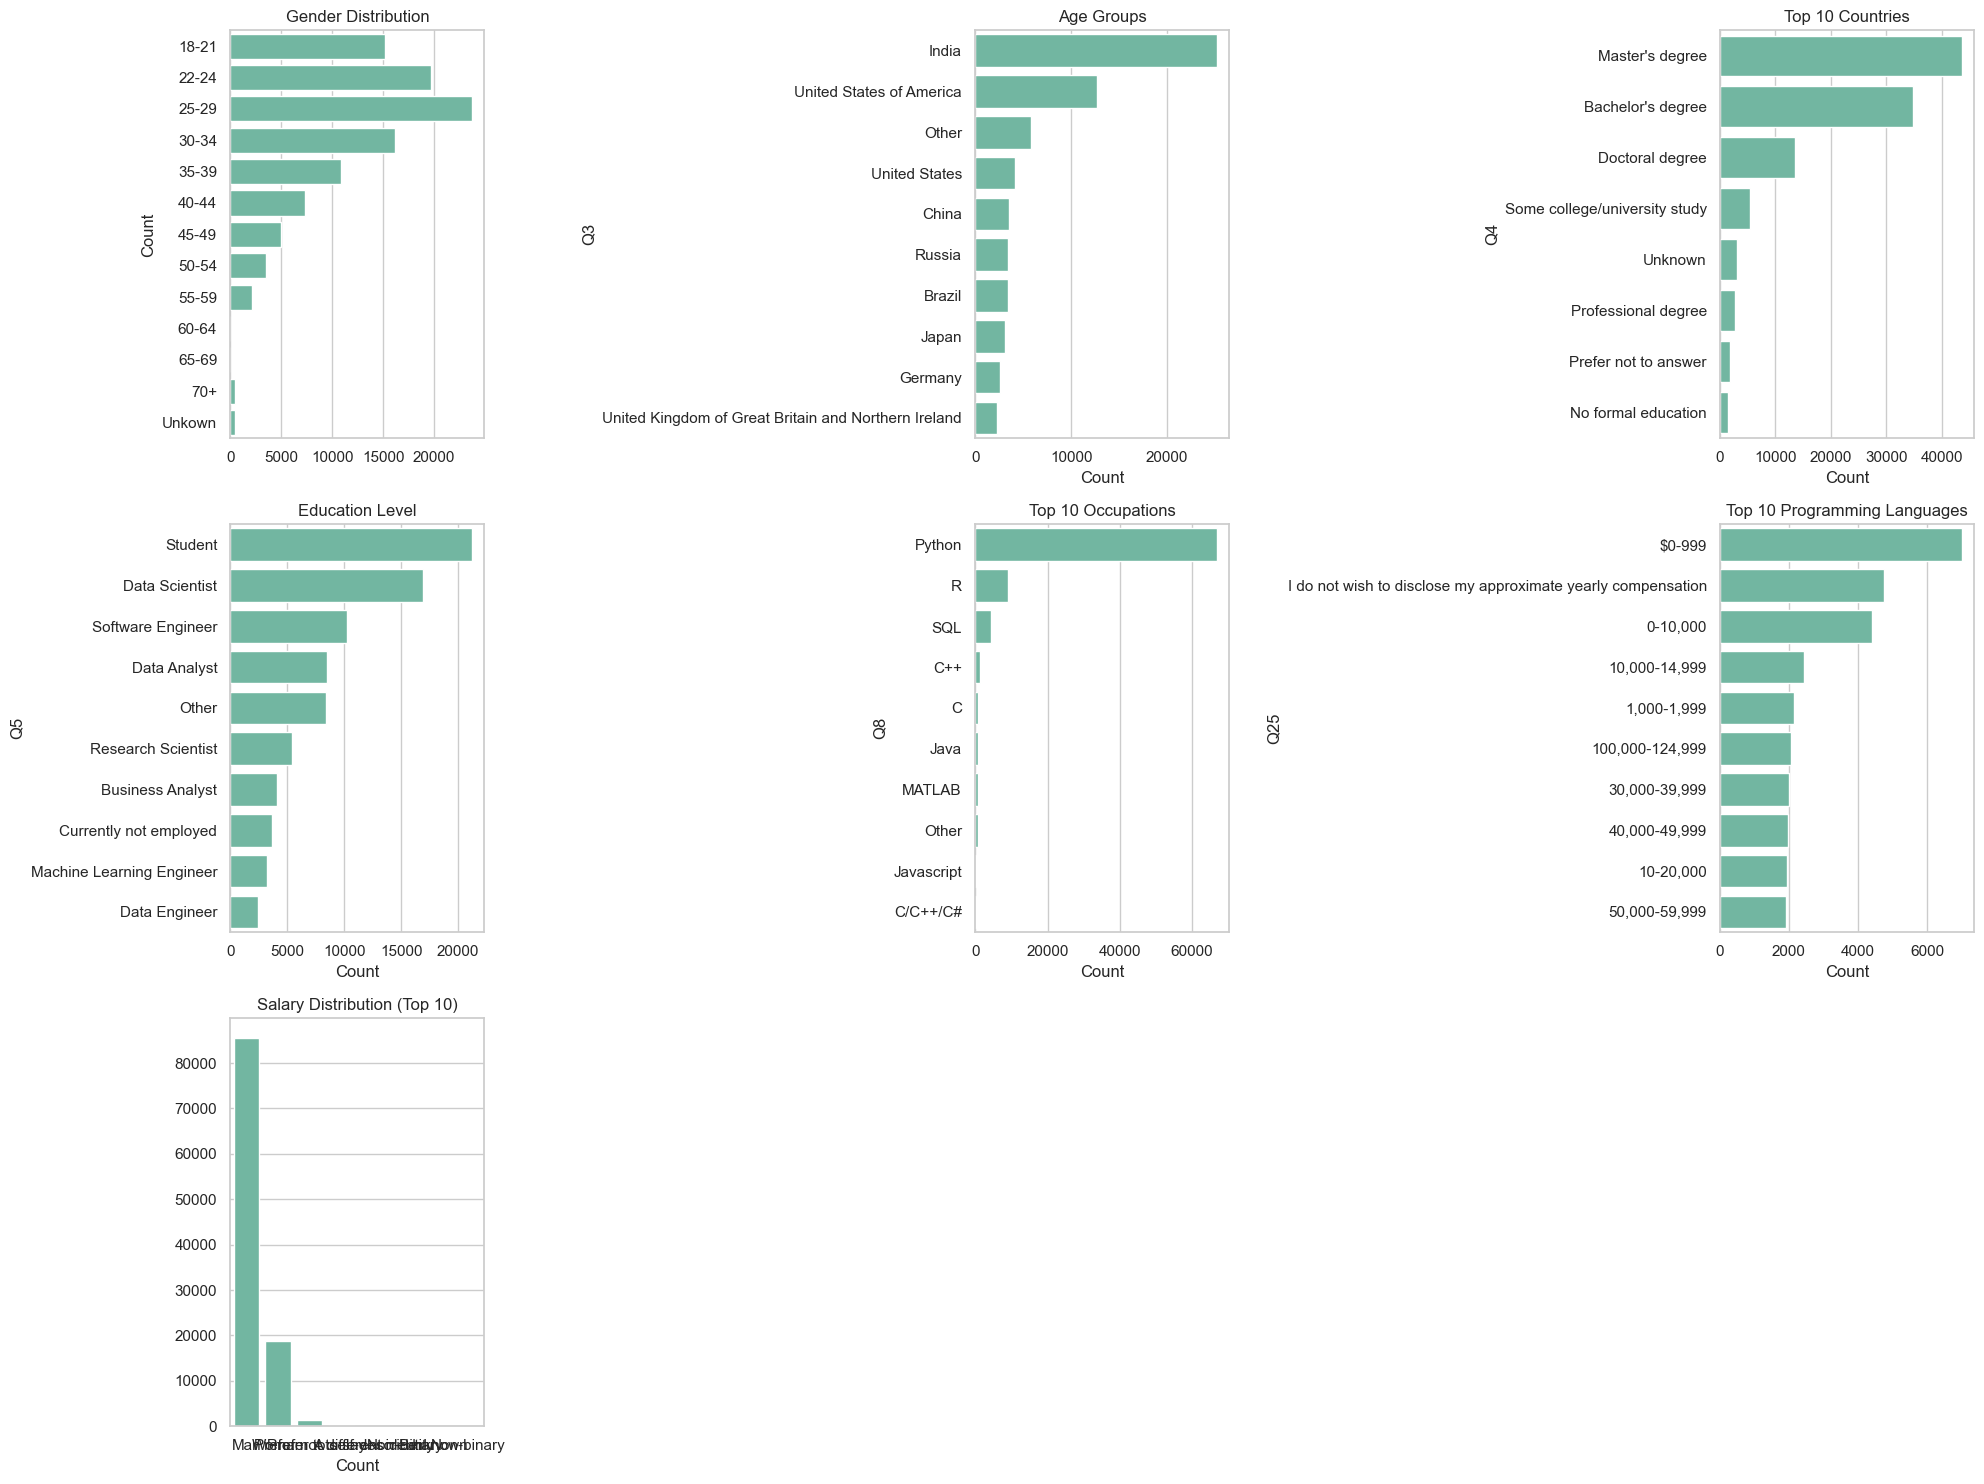 Gender Distribution
18-21
22-24
25-29
30-34
35-39
40-44
45-49
50-54
55-59
60-64
65-69
70+
Unkown
Count
0 5000 10000 15000 20000
Age Groups
India
United States of America
Other
United States
China
Russia
Brazil
Japan
Germany
United Kingdom of Great Britain and Northern Ireland
Q3
0 10000 20000
Count
Top 10 Countries
Master's degree
Bachelor's degree
Doctoral degree
Some college/university study
Unknown
Professional degree
Prefer not to answer
No formal education
Q4
0 10000 20000 30000 40000
Count
Education Level
Student
Data Scientist
Software Engineer
Data Analyst
Other
Research Scientist
Business Analyst
Currently not employed
Machine Learning Engineer
Data Engineer
Q5
0 5000 10000 15000 20000
Count
Top 10 Occupations
Python
R
SQL
C++
C
Java
MATLAB
Other
Javascript
C/C++/C#
Q8
0 20000 40000 60000
Count
Top 10 Programming Languages
$0-999
I do not wish to disclose my approximate yearly compensation
0-10,000
10,000-14,999
1,000-1,999
100,000-124,999
30,000-39,999
40,000-49,999
10-20,000
50,000-59,999
Q25
0 2000 4000 6000
Count
Salary Distribution (Top 10)
80000
70000
60000
50000
40000
30000
20000
10000
0
Count